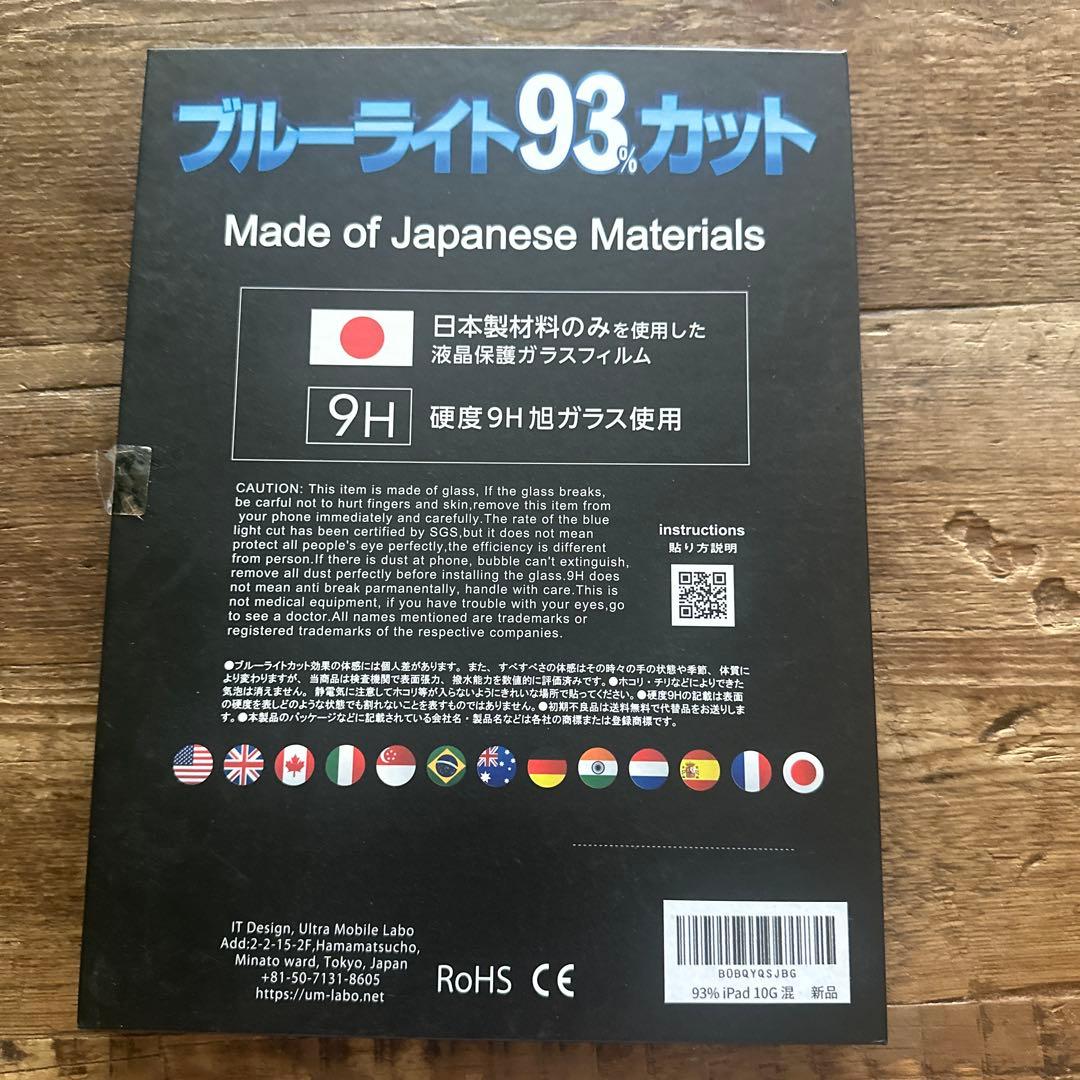 ブルーライト93%カット
Made of Japanese Materials
日本製材料のみを使用した
液晶保護ガラスフィルム
9H
硬度9H旭ガラス使用
CAUTION: This item is made of glass, If the glass breaks,
be carful not to hurt fingers and skin,remove this item from
your phone immediately and carefully.The rate of the blue
light cut has been certified by SGS,but it does not mean
protect all people's eye perfectly,the efficiency is different
from person.If there is dust at phone, bubble can't extinguish,
remove all dust perfectly before installing the glass.9H does
not mean anti break parmanentally, handle with care.This is
not medical equipment, if you have trouble with your eyes,go
to see a doctor.All names mentioned are trademarks or
registered trademarks of the respective companies.
instructions
貼り方説明
●ブルーライトカット効果の体感には個人差があります。また、すべすべさの体感はその時々の手の状態や季節、体質に
より変わりますが、当商品は検査機関で表面張力、撥水能力を数値的に評価済みです。●ホコリ・チリなどによりできた
気泡は消えません。静電気に注意してホコリ等が入らないようにきれいな場所で貼ってください。●硬度9Hの記載は表面
の硬度を表しどのような状態でも割れないことを表すものではありません。●初期不良品は送料無料で代替品をお送りしま
す。●本製品のパッケージなどに記載されている会社名・製品名などは各社の商標または登録商標です。
IT Design, Ultra Mobile Labo
Add:2-2-15-2F,Hamamatsucho,
Minato ward, Tokyo, Japan
+81-50-7131-8605
https://um-labo.net
RoHS CE
B0BQYQSJBG
93% iPad 10G 混 新品